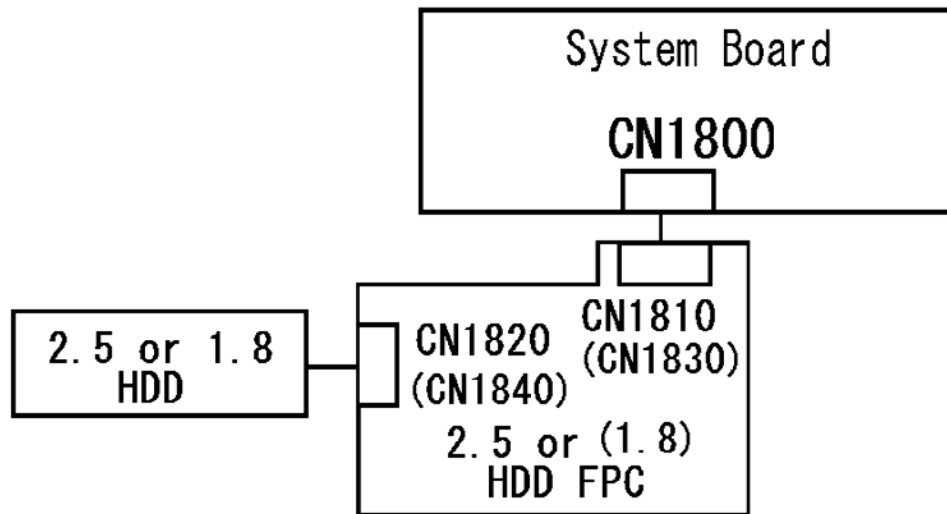 System Board
CN1800
CN1810
(CN1830)
CN1820
(CN1840)
2.5 or 1.8
HDD
2.5 or (1.8)
HDD FPC